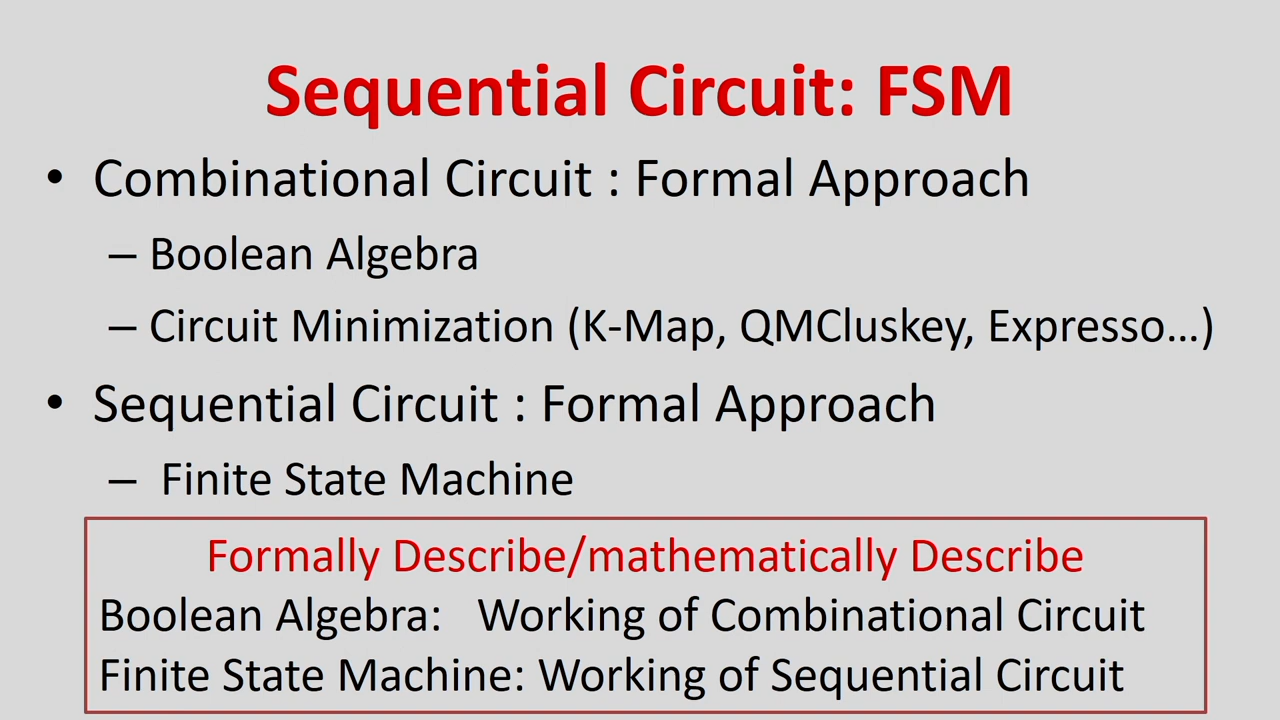 Sequential Circuit: FSM
• Combinational Circuit : Formal Approach
– Boolean Algebra
– Circuit Minimization (K-Map, QMCluskey, Expresso…)
• Sequential Circuit : Formal Approach
– Finite State Machine
Formally Describe/mathematically Describe
Boolean Algebra: Working of Combinational Circuit
Finite State Machine: Working of Sequential Circuit